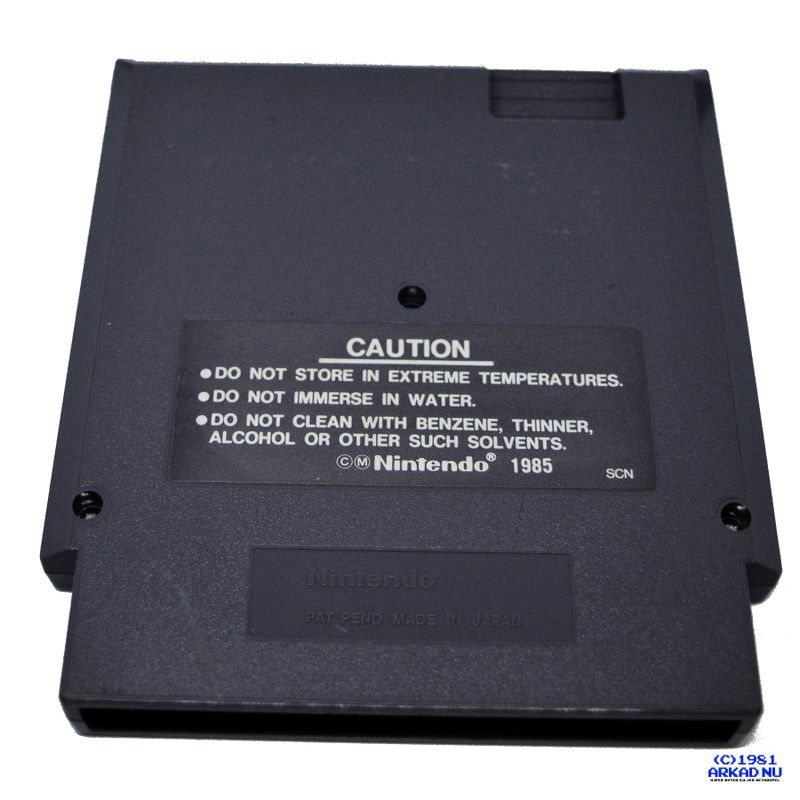 CAUTION
●DO NOT STORE IN EXTREME TEMPERATURES.
●DO NOT IMMERSE IN WATER.
●DO NOT CLEAN WITH BENZENE, THINNER,
ALCOHOL OR OTHER SUCH SOLVENTS.
©Ⓜ Nintendo® 1985
SCN
Nintendo
PAT. PEND. MADE IN JAPAN
(C)1981
ARKAD NU